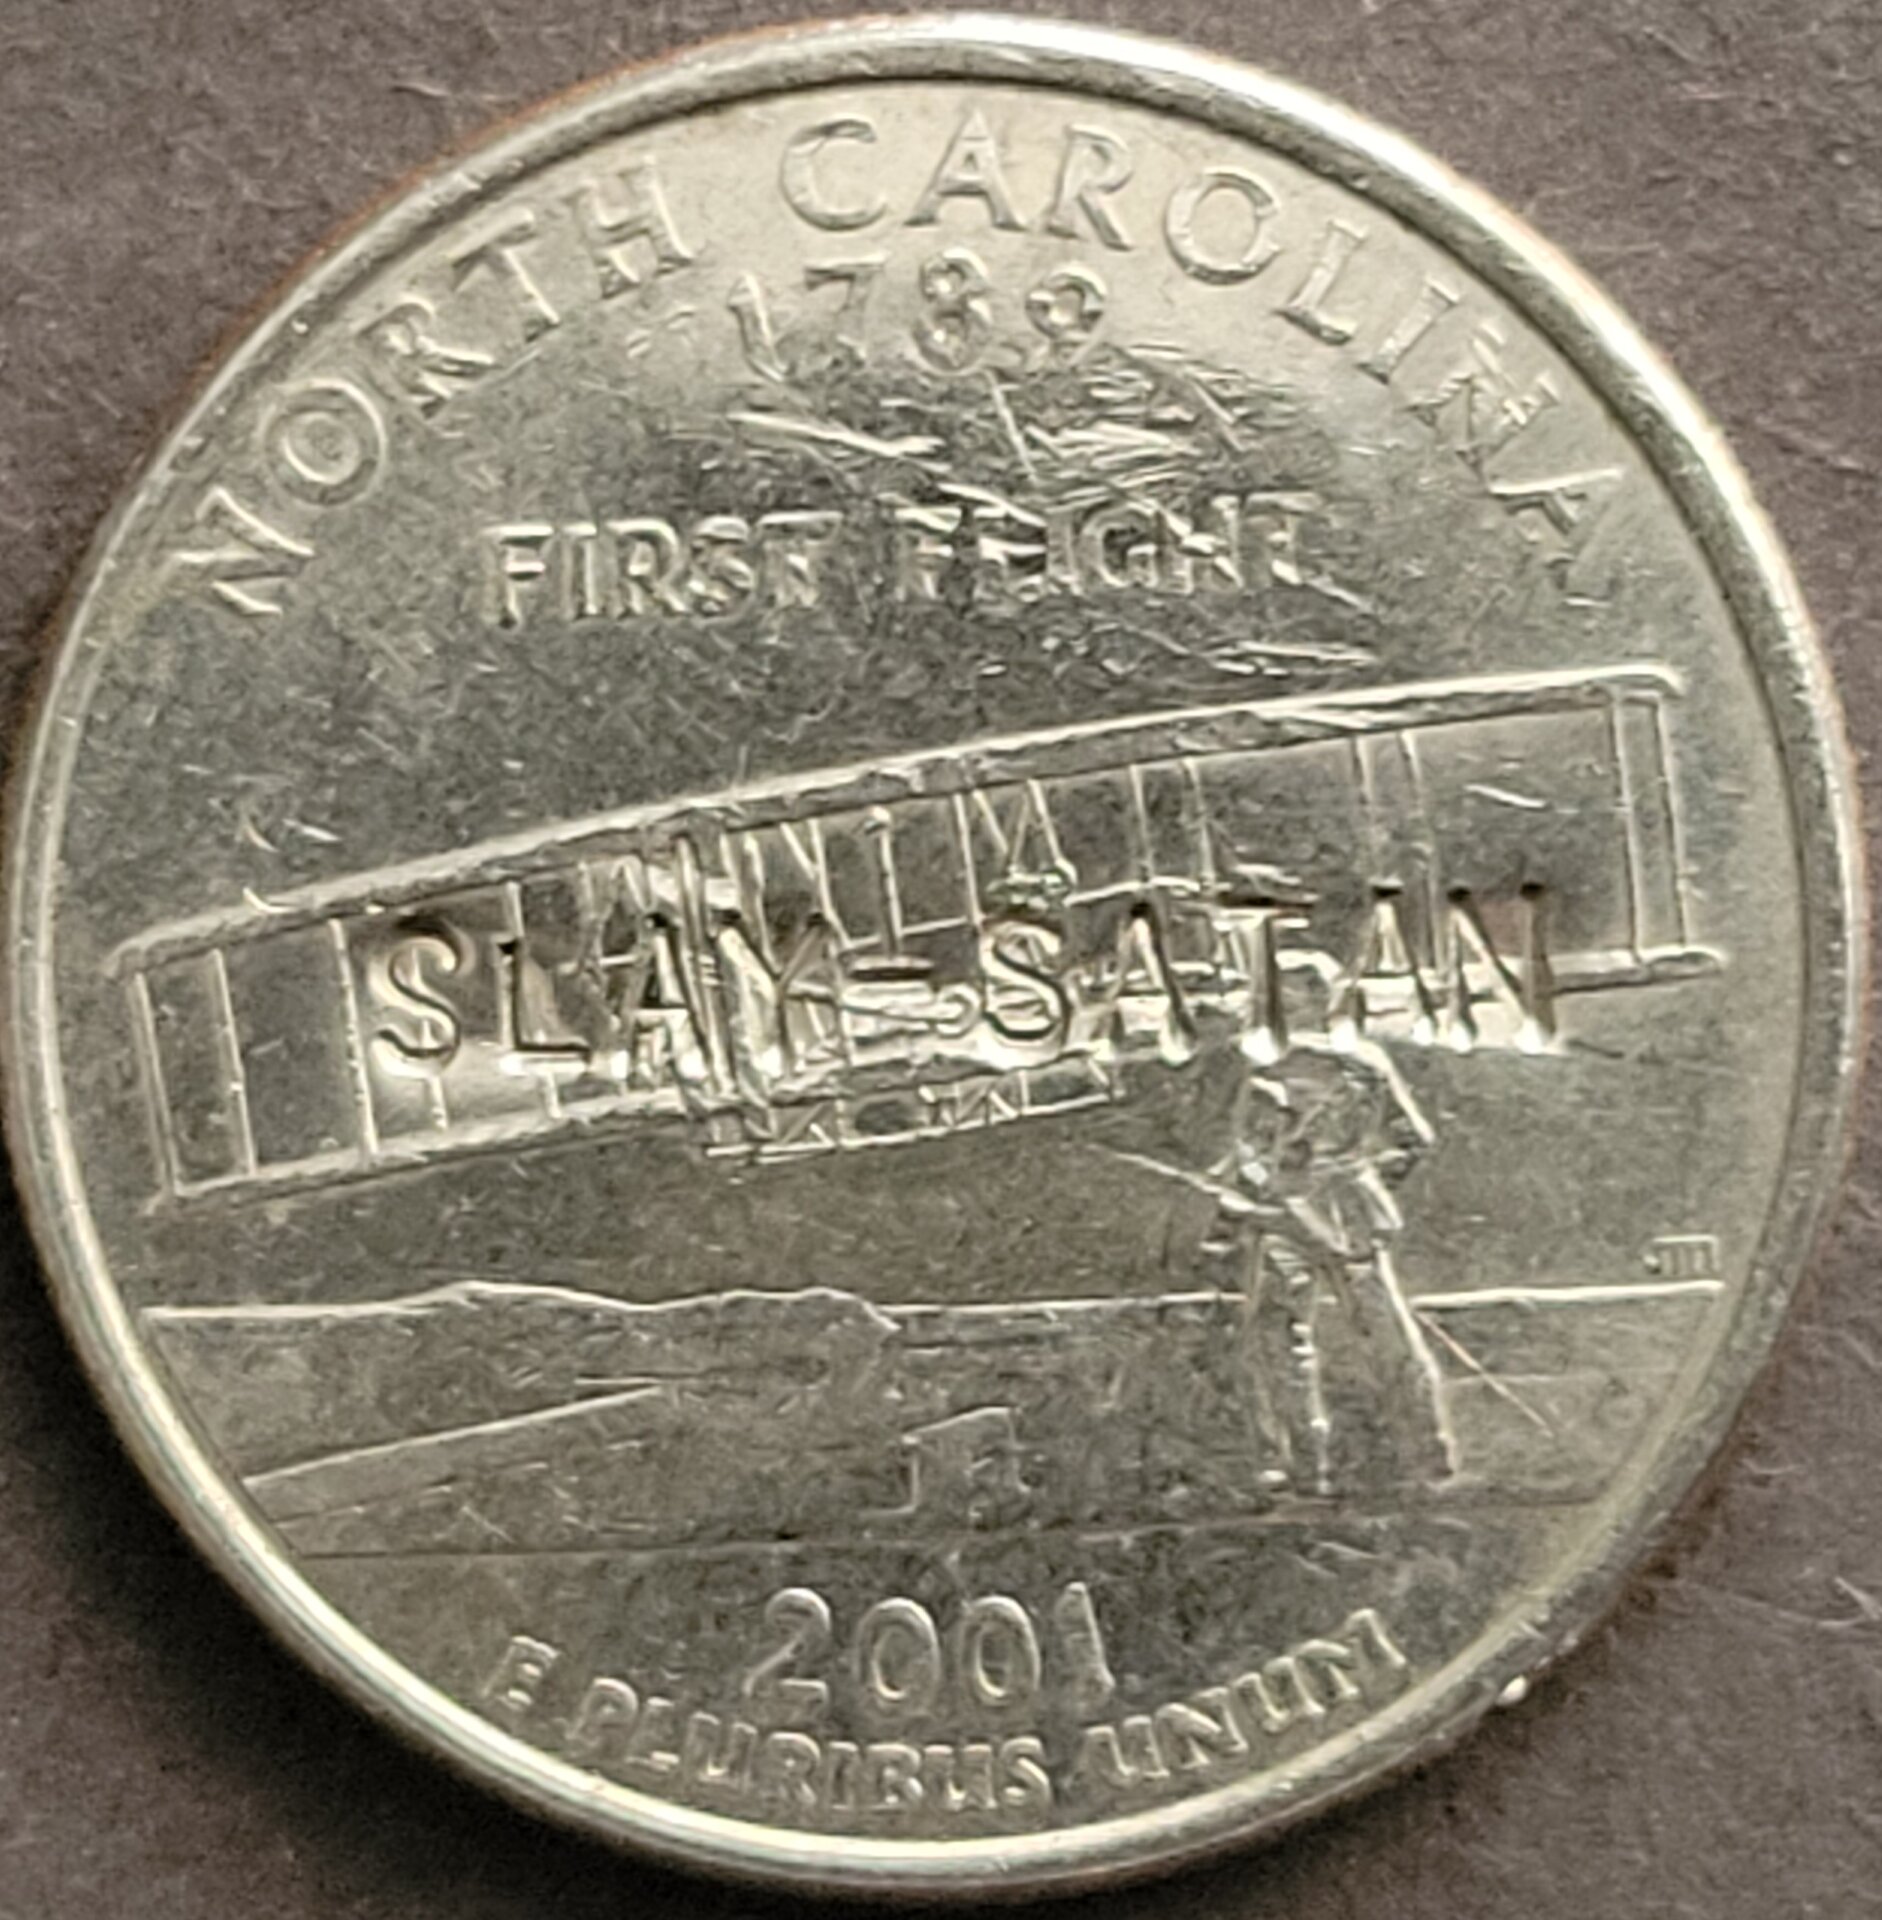 NORTH CAROLINA
1789
FIRST FLIGHT
SLAY-SATAN
2001
E PLURIBUS UNUM